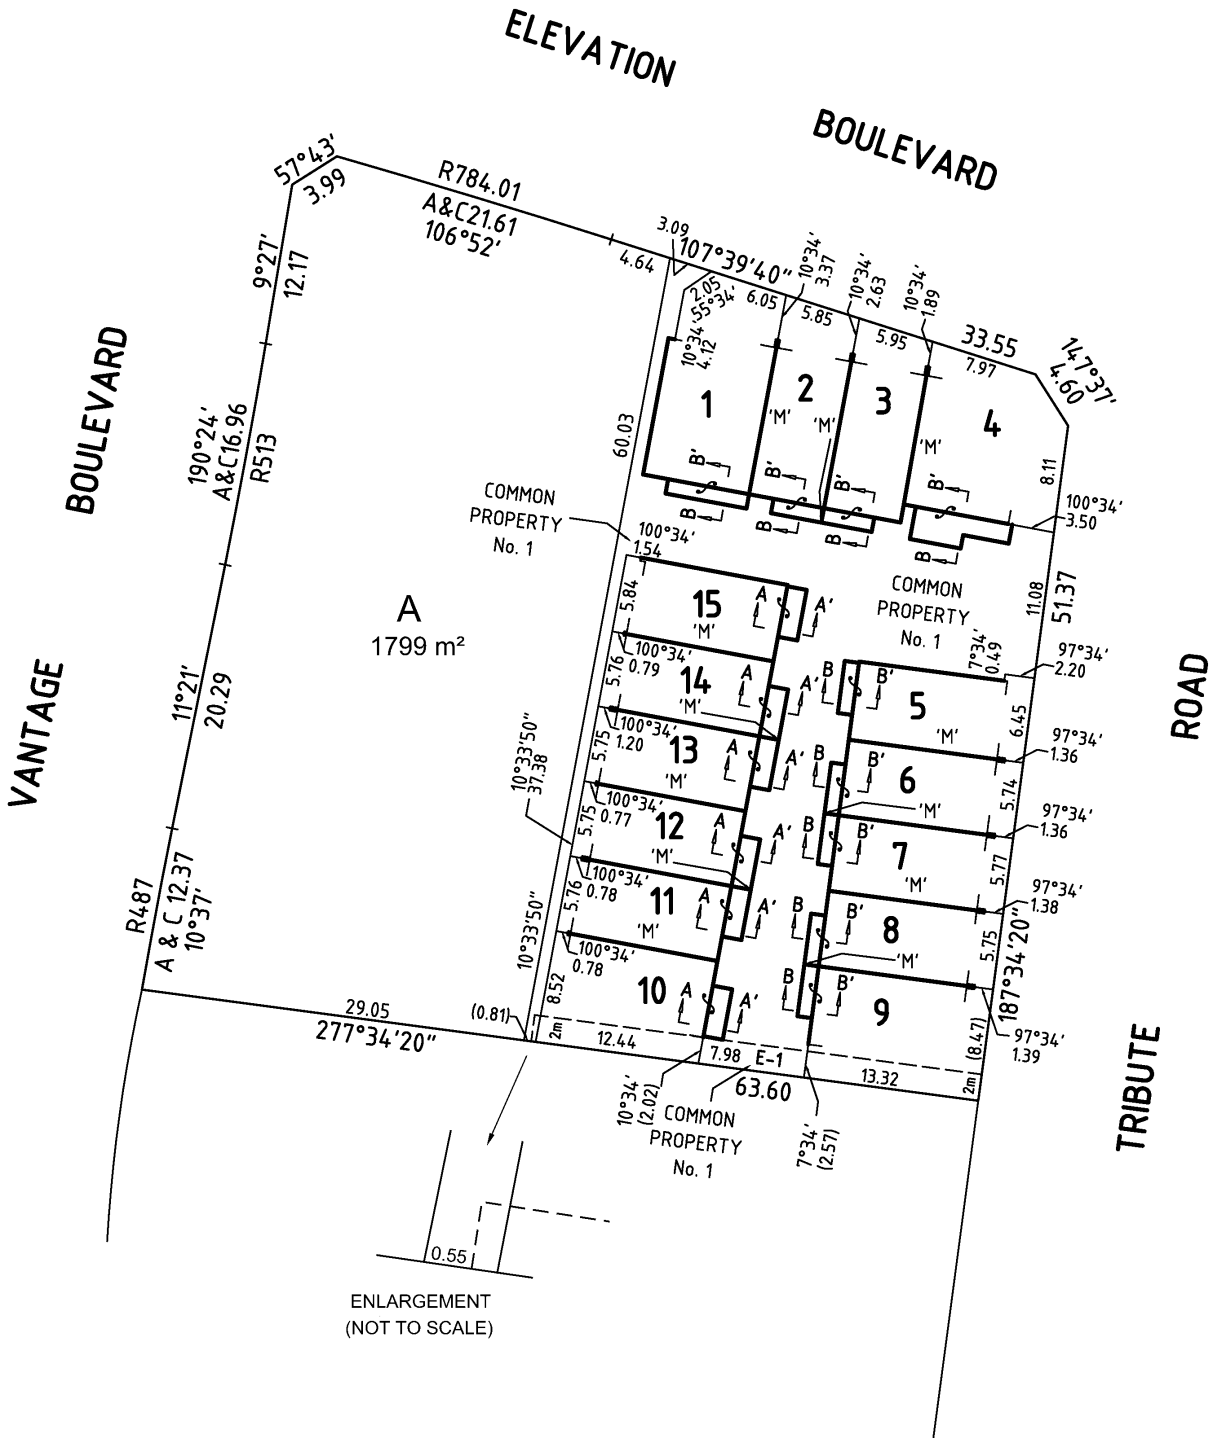 ELEVATION
BOULEVARD
57°43'
3.99
R784.01
A&C21.61
106°52'
3.09
4.64
107°39'40"
2.05
55°34'
6.05
10°34'
3.37
5.85
10°34'
2.63
5.95
10°34'
1.89
33.55
7.97
147°37'
4.60
9°27'
12.17
10°34'
4.12
1
2
3
4
'M'
'M'
'M'
60.03
8.11
BOULEVARD
190°24'
A&C16.96
R513
B'
B
B'
B
B'
B
B'
B
100°34'
3.50
COMMON
PROPERTY
No. 1
100°34'
1.54
COMMON
PROPERTY
No. 1
11.08
51.37
A
1799 m²
5.84
15
'M'
A
A'
7°34'
0.49
97°34'
2.20
100°34'
0.79
5.76
14
'M'
A
A'
B
B'
5
'M'
6.45
97°34'
1.36
ROAD
VANTAGE
11°21'
20.29
100°34'
1.20
5.75
13
'M'
A
A'
B
B'
6
'M'
5.74
10°33'50"
37.38
100°34'
0.77
5.75
12
'M'
A
A'
B
B'
7
'M'
97°34'
1.36
5.77
R487
A & C 12.37
10°37'
100°34'
0.78
5.76
11
'M'
A
A'
B
B'
8
'M'
97°34'
1.38
5.75
187°34'20"
10°33'50"
100°34'
0.78
8.52
10
A
A'
B
B'
9
(8.47)
97°34'
1.39
29.05
277°34'20"
(0.81)
2m
12.44
7.98
E-1
63.60
13.32
2m
10°34'
(2.02)
COMMON
PROPERTY
No. 1
7°34'
(2.57)
TRIBUTE
0.55
ENLARGEMENT
(NOT TO SCALE)